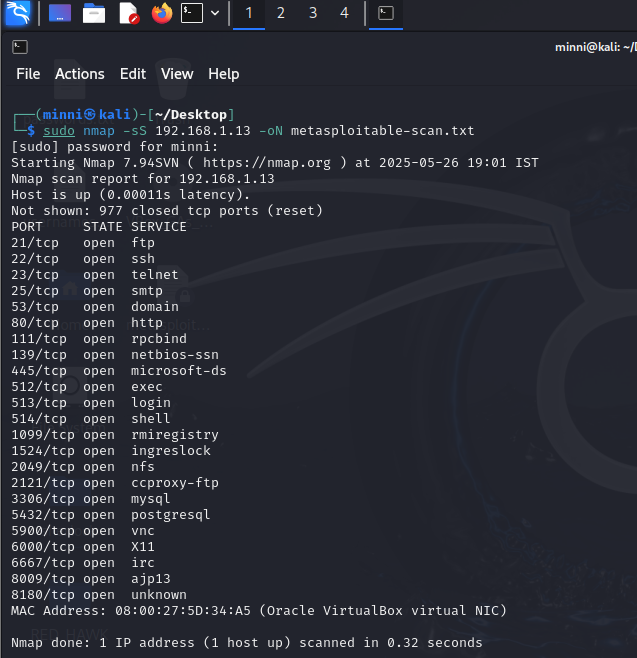 1 2 3 4
minni@kali: ~/D
File Actions Edit View Help
┌──(minni㉿kali)-[~/Desktop]
└─$ sudo nmap -sS 192.168.1.13 -oN metasploitable-scan.txt
[sudo] password for minni:
Starting Nmap 7.94SVN ( https://nmap.org ) at 2025-05-26 19:01 IST
Nmap scan report for 192.168.1.13
Host is up (0.00011s latency).
Not shown: 977 closed tcp ports (reset)
PORT     STATE SERVICE
21/tcp   open  ftp
22/tcp   open  ssh
23/tcp   open  telnet
25/tcp   open  smtp
53/tcp   open  domain
80/tcp   open  http
111/tcp  open  rpcbind
139/tcp  open  netbios-ssn
445/tcp  open  microsoft-ds
512/tcp  open  exec
513/tcp  open  login
514/tcp  open  shell
1099/tcp open  rmiregistry
1524/tcp open  ingreslock
2049/tcp open  nfs
2121/tcp open  ccproxy-ftp
3306/tcp open  mysql
5432/tcp open  postgresql
5900/tcp open  vnc
6000/tcp open  X11
6667/tcp open  irc
8009/tcp open  ajp13
8180/tcp open  unknown
MAC Address: 08:00:27:5D:34:A5 (Oracle VirtualBox virtual NIC)
Nmap done: 1 IP address (1 host up) scanned in 0.32 seconds